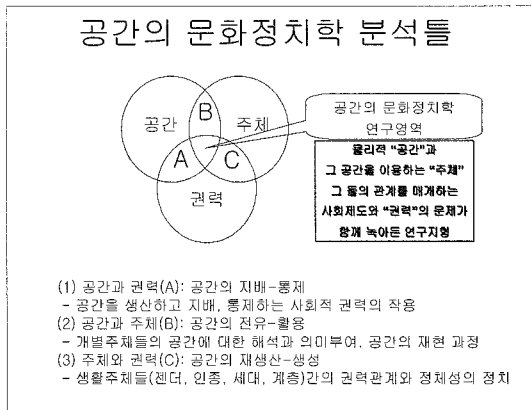 공간의 문화정치학 분석틀
공간
B
주체
A
C
권력
공간의 문화정치학
연구영역
물리적 "공간"과
그 공간을 이용하는 "주체"
그 둘의 관계를 매개하는
사회제도와 "권력"의 문제가
함께 녹아든 연구지형
(1) 공간과 권력(A): 공간의 지배-통제
- 공간을 생산하고 지배, 통제하는 사회적 권력의 작용
(2) 공간과 주체(B): 공간의 전유-활용
- 개별주체들의 공간에 대한 해석과 의미부여, 공간의 재현 과정
(3) 주체와 권력(C): 공간의 재생산-생성
- 생활주체들(젠더, 인종, 세대, 계층)간의 권력관계와 정체성의 정치